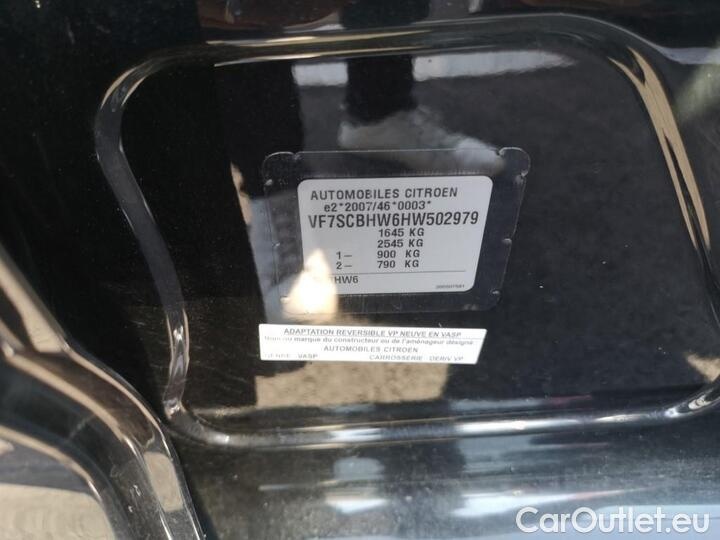 AUTOMOBILES CITROEN
e2*2007/46*0003*
VF7SCBHW6HW502979
1645 KG
2545 KG
1- 900 KG
2- 790 KG
HW6
ADAPTATION REVERSIBLE VP NEUVE EN VASP
Nom ou marque du constructeur ou de l'aménageur désigné
AUTOMOBILES CITROEN
GENRE : VASP CARROSSERIE : DERIV VP
CarOutlet.eu